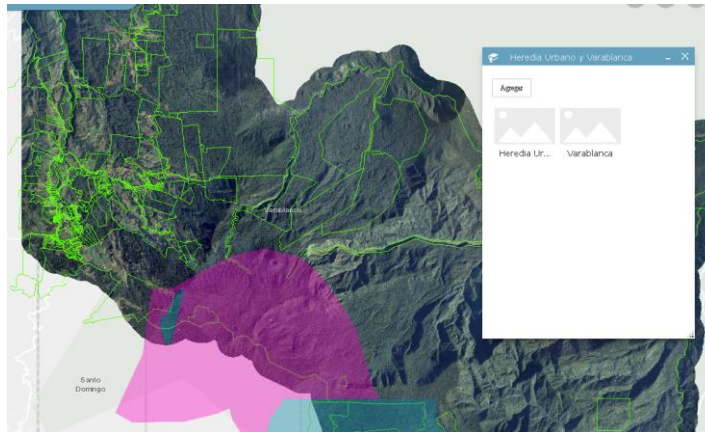 Heredia Urbano y Varablanca
Agregar
Heredia Ur...
Varablanca
Varablanca
Santo
Domingo